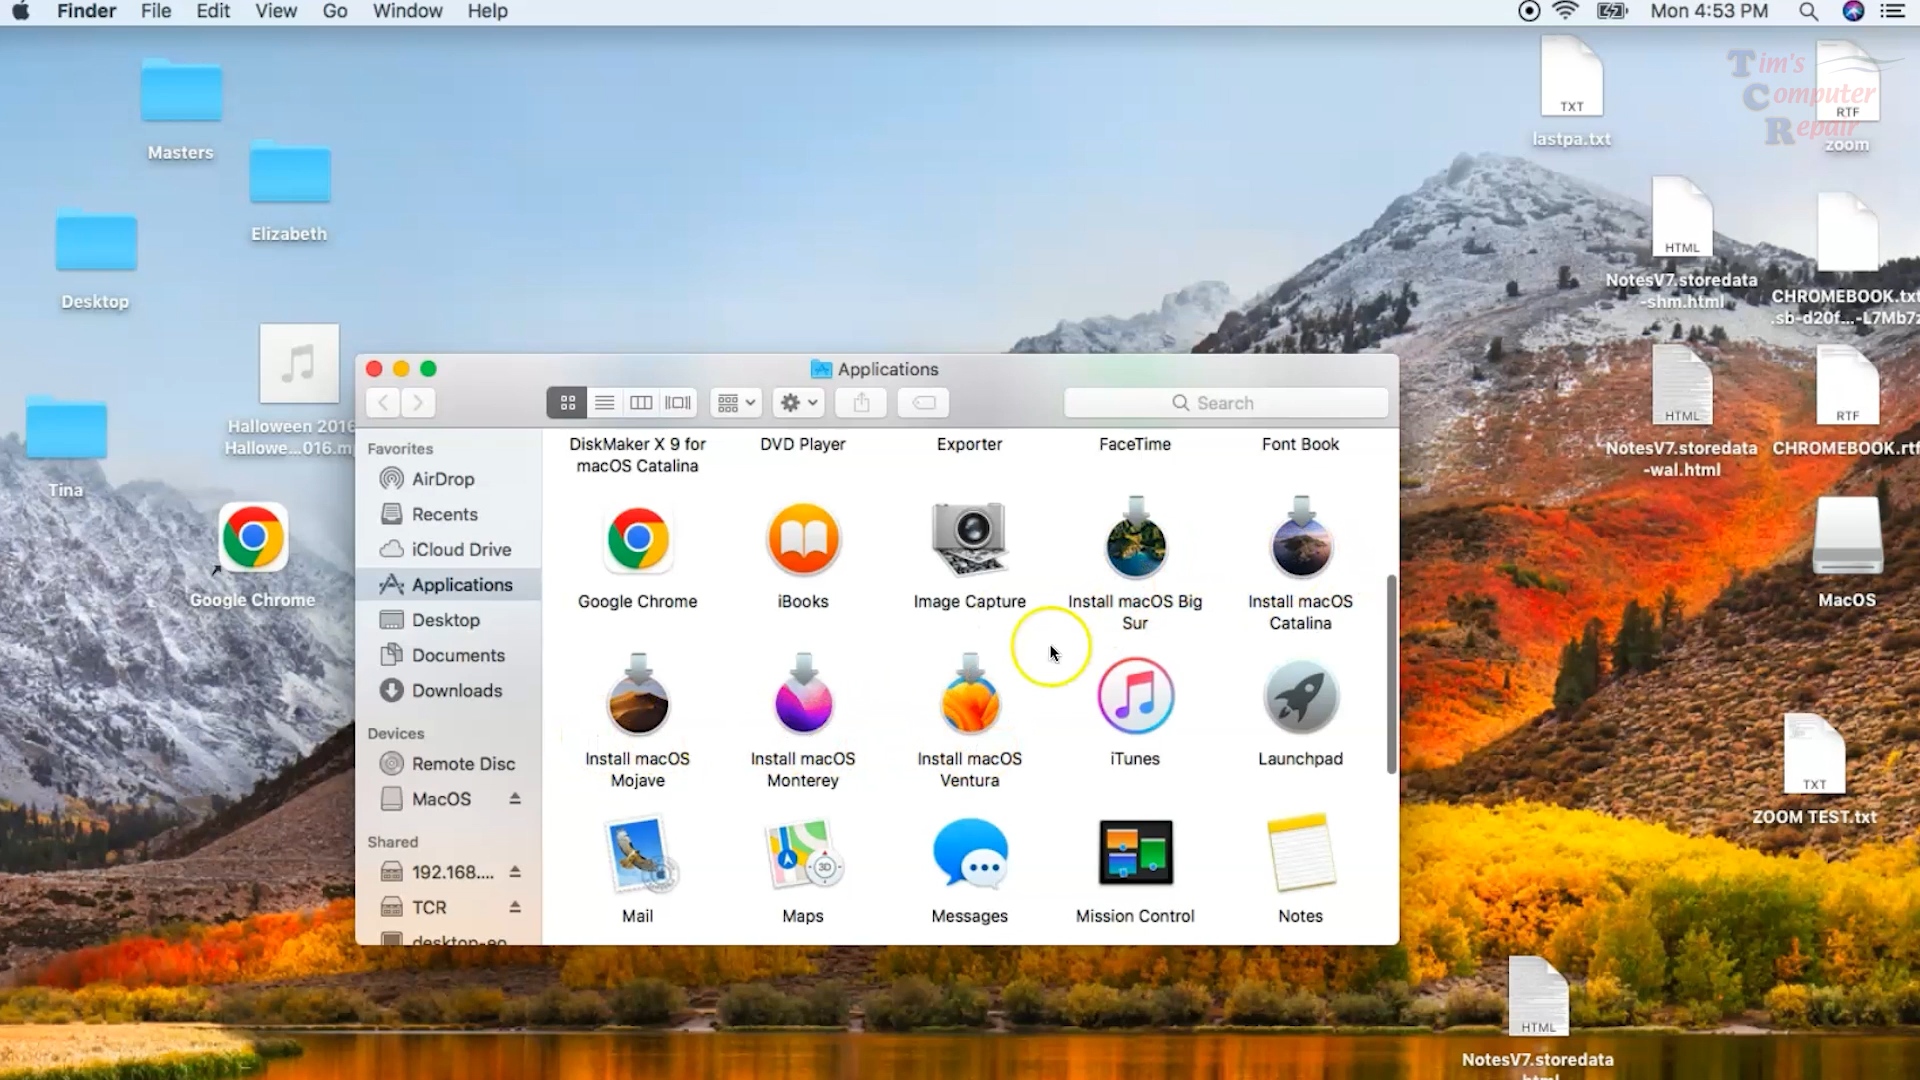 Finder File Edit View Go Window Help Mon 4:53 PM
Tim's
Computer
Repair
Masters
Elizabeth
Desktop
Halloween 2016
Hallowe...016.m
Tina
Google Chrome
TXT
lastpa.txt
RTF
zoom
HTML
NotesV7.storedata
-shm.html
CHROMEBOOK.txt
.sb-d20f...-L7Mb7z
HTML
NotesV7.storedata
-wal.html
RTF
CHROMEBOOK.rtf
MacOS
TXT
ZOOM TEST.txt
HTML
NotesV7.storedata
Applications
Search
Favorites
AirDrop
Recents
iCloud Drive
Applications
Desktop
Documents
Downloads
Devices
Remote Disc
MacOS
Shared
192.168....
TCR
DiskMaker X 9 for
macOS Catalina
DVD Player
Exporter
FaceTime
Font Book
Google Chrome
iBooks
Image Capture
Install macOS Big
Sur
Install macOS
Catalina
Install macOS
Mojave
Install macOS
Monterey
Install macOS
Ventura
iTunes
Launchpad
Mail
3D
Maps
Messages
Mission Control
Notes